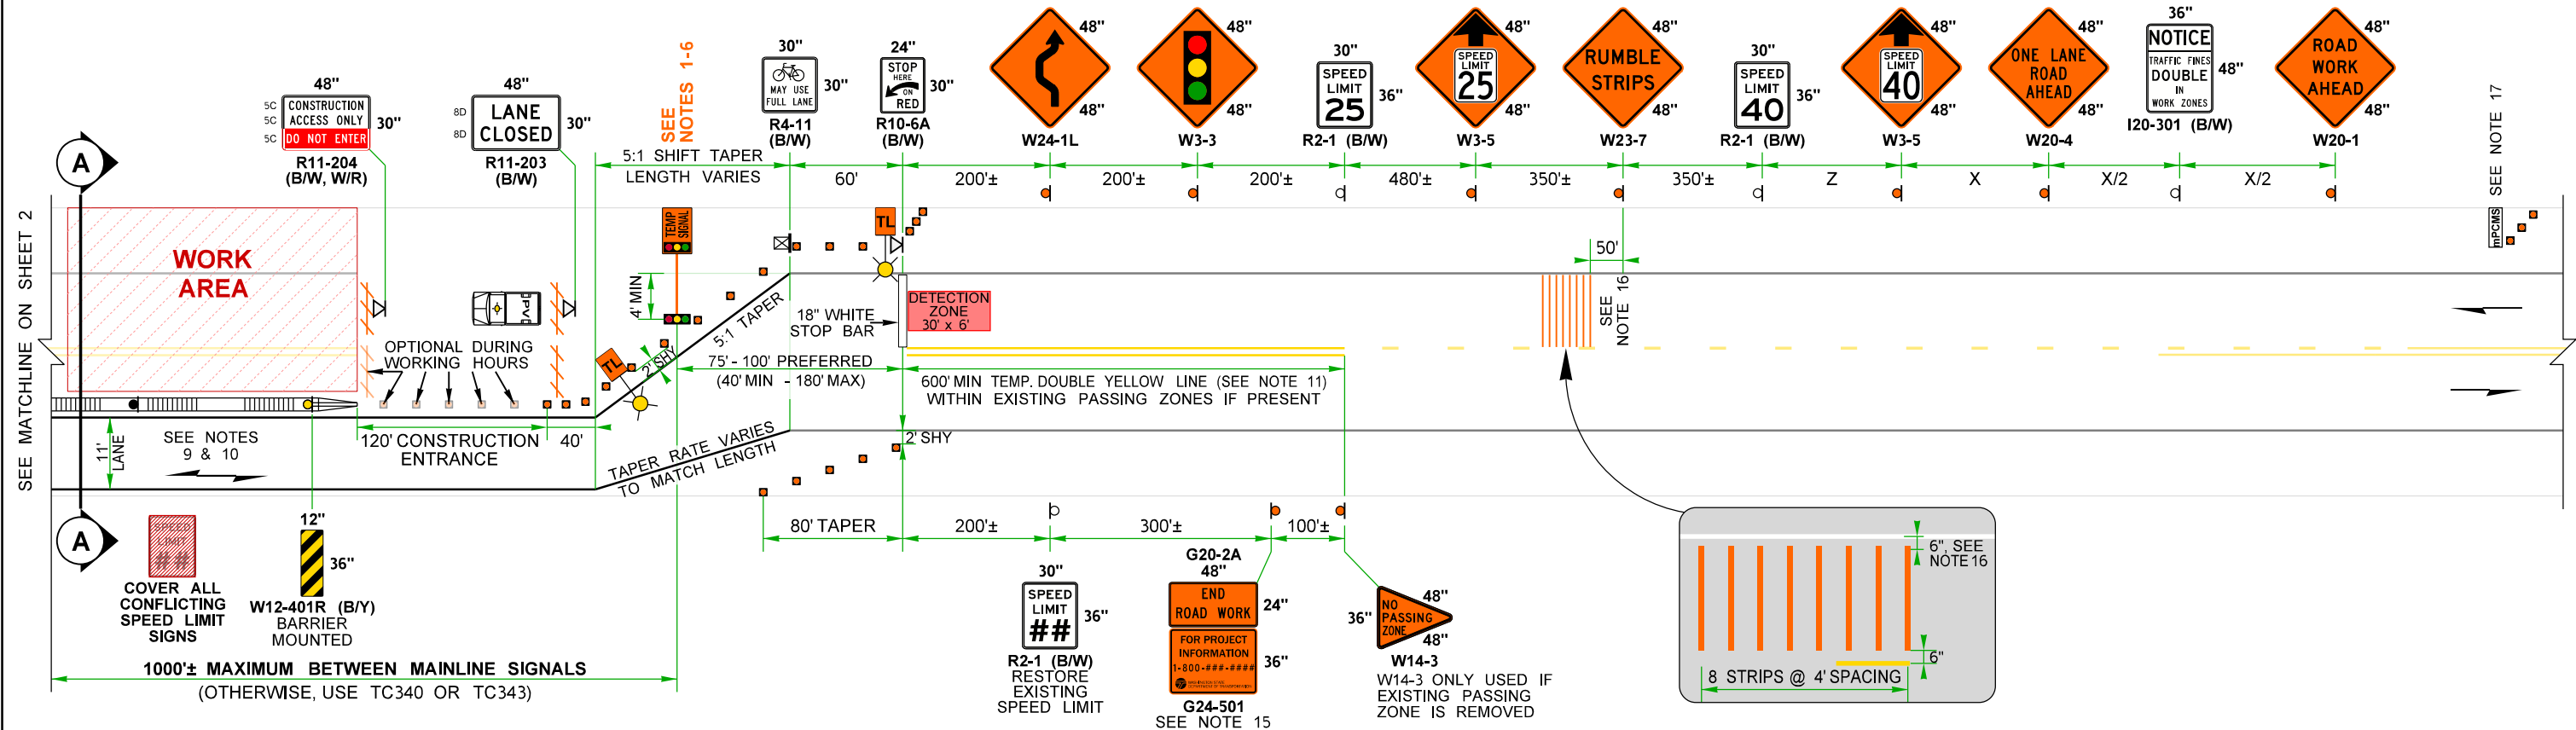 SEE MATCHLINE ON SHEET 2
A
A
WORK
AREA
48"
5C
5C
5C
CONSTRUCTION
ACCESS ONLY
DO NOT ENTER
30"
R11-204
(B/W, W/R)
48"
8D
8D
LANE
CLOSED
30"
R11-203
(B/W)
SEE
NOTES 1-6
5:1 SHIFT TAPER
LENGTH VARIES
30"
MAY USE
FULL LANE
30"
R4-11
(B/W)
60'
24"
STOP
HERE
ON
RED
30"
R10-6A
(B/W)
200'±
48"
48"
W24-1L
200'±
48"
48"
W3-3
200'±
30"
SPEED
LIMIT
25
36"
R2-1 (B/W)
480'±
48"
SPEED
LIMIT
25
48"
W3-5
350'±
48"
RUMBLE
STRIPS
48"
W23-7
350'±
30"
SPEED
LIMIT
40
36"
R2-1 (B/W)
Z
48"
SPEED
LIMIT
40
48"
W3-5
X
48"
ONE LANE
ROAD
AHEAD
48"
W20-4
X/2
36"
NOTICE
TRAFFIC FINES
DOUBLE
IN
WORK ZONES
48"
I20-301 (B/W)
X/2
48"
ROAD
WORK
AHEAD
48"
W20-1
SEE NOTE 17
mPCMS
TEMP
SIGNAL
4' MIN
TL
TL
PV
OPTIONAL DURING
WORKING HOURS
2' SHY
5:1 TAPER
18" WHITE
STOP BAR
DETECTION
ZONE
30' x 6'
75' - 100' PREFERRED
(40' MIN - 180' MAX)
600' MIN TEMP. DOUBLE YELLOW LINE (SEE NOTE 11)
WITHIN EXISTING PASSING ZONES IF PRESENT
50'
SEE
NOTE 16
11'
LANE
SEE NOTES
9 & 10
120' CONSTRUCTION
ENTRANCE
40'
TAPER RATE VARIES
TO MATCH LENGTH
2' SHY
80' TAPER
200'±
300'±
100'±
SPEED
LIMIT
##
COVER ALL
CONFLICTING
SPEED LIMIT
SIGNS
12"
36"
W12-401R (B/Y)
BARRIER
MOUNTED
1000'± MAXIMUM BETWEEN MAINLINE SIGNALS
(OTHERWISE, USE TC340 OR TC343)
30"
SPEED
LIMIT
##
36"
R2-1 (B/W)
RESTORE
EXISTING
SPEED LIMIT
G20-2A
48"
END
ROAD WORK
24"
FOR PROJECT
INFORMATION
1-800-###-####
36"
G24-501
SEE NOTE 15
NO
PASSING
ZONE
48"
36"
48"
W14-3
W14-3 ONLY USED IF
EXISTING PASSING
ZONE IS REMOVED
6", SEE
NOTE 16
6"
8 STRIPS @ 4' SPACING